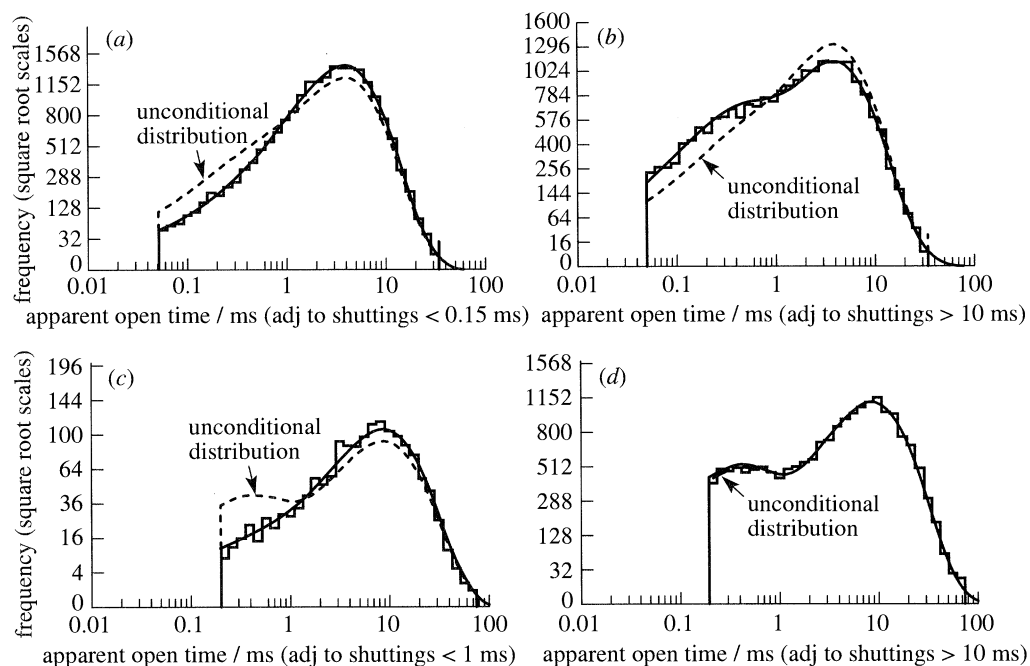 (a)
frequency (square root scales)
1568
1152
800
512
288
128
32
0
unconditional
distribution
0.01 0.1 1 10 100
apparent open time / ms (adj to shuttings < 0.15 ms)
(b)
1600
1296
1024
784
576
400
256
144
64
16
0
unconditional
distribution
0.01 0.1 1 10 100
apparent open time / ms (adj to shuttings > 10 ms)
(c)
frequency (square root scales)
196
144
100
64
36
16
4
0
unconditional
distribution
0.01 0.1 1 10 100
apparent open time / ms (adj to shuttings < 1 ms)
(d)
1568
1152
800
512
288
128
32
0
unconditional
distribution
0.01 0.1 1 10 100
apparent open time / ms (adj to shuttings > 10 ms)